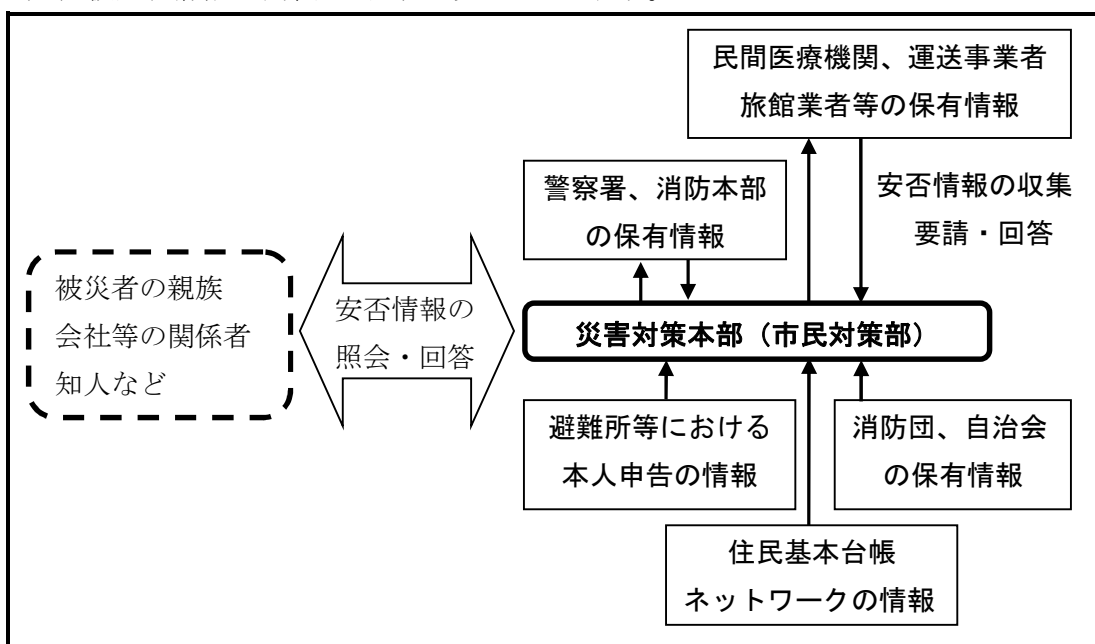 民間医療機関、運送事業者
旅館業者等の保有情報
警察署、消防本部
の保有情報
安否情報の収集
要請・回答
被災者の親族
会社等の関係者
知人など
安否情報の
照会・回答
災害対策本部（市民対策部）
避難所等における
本人申告の情報
消防団、自治会
の保有情報
住民基本台帳
ネットワークの情報